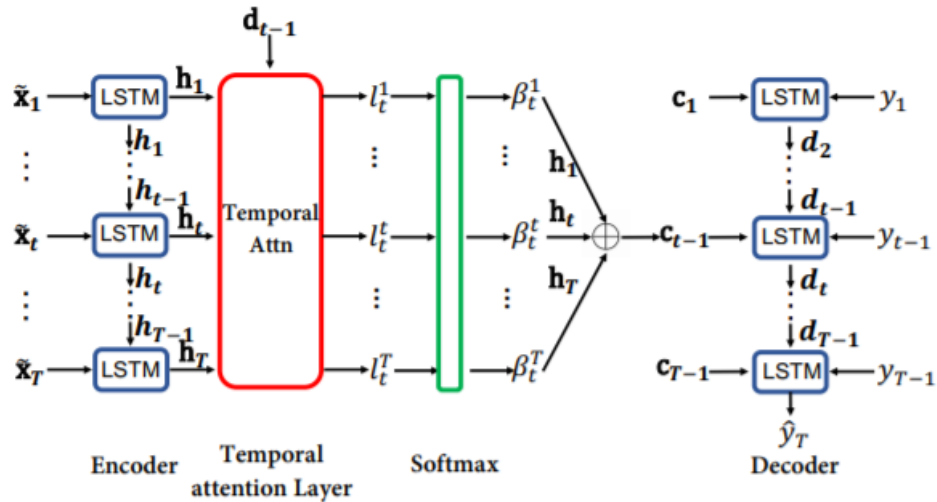 d_{t−1}
x̃_1 LSTM h_1 l_t^1 β_t^1 c_1 LSTM y_1
h_1 h_1 d_2
⋮ ⋮ ⋮ ⋮
h_{t−1} d_{t−1}
x̃_t LSTM h_t Temporal l_t^t β_t^t h_t ⊕ c_{t−1} LSTM y_{t−1}
Attn
h_t h_T d_t
⋮ ⋮ ⋮ ⋮
h_{T−1} d_{T−1}
x̃_T LSTM h_T l_t^T β_t^T c_{T−1} LSTM y_{T−1}
ŷ_T
Encoder Temporal Softmax Decoder
attention Layer